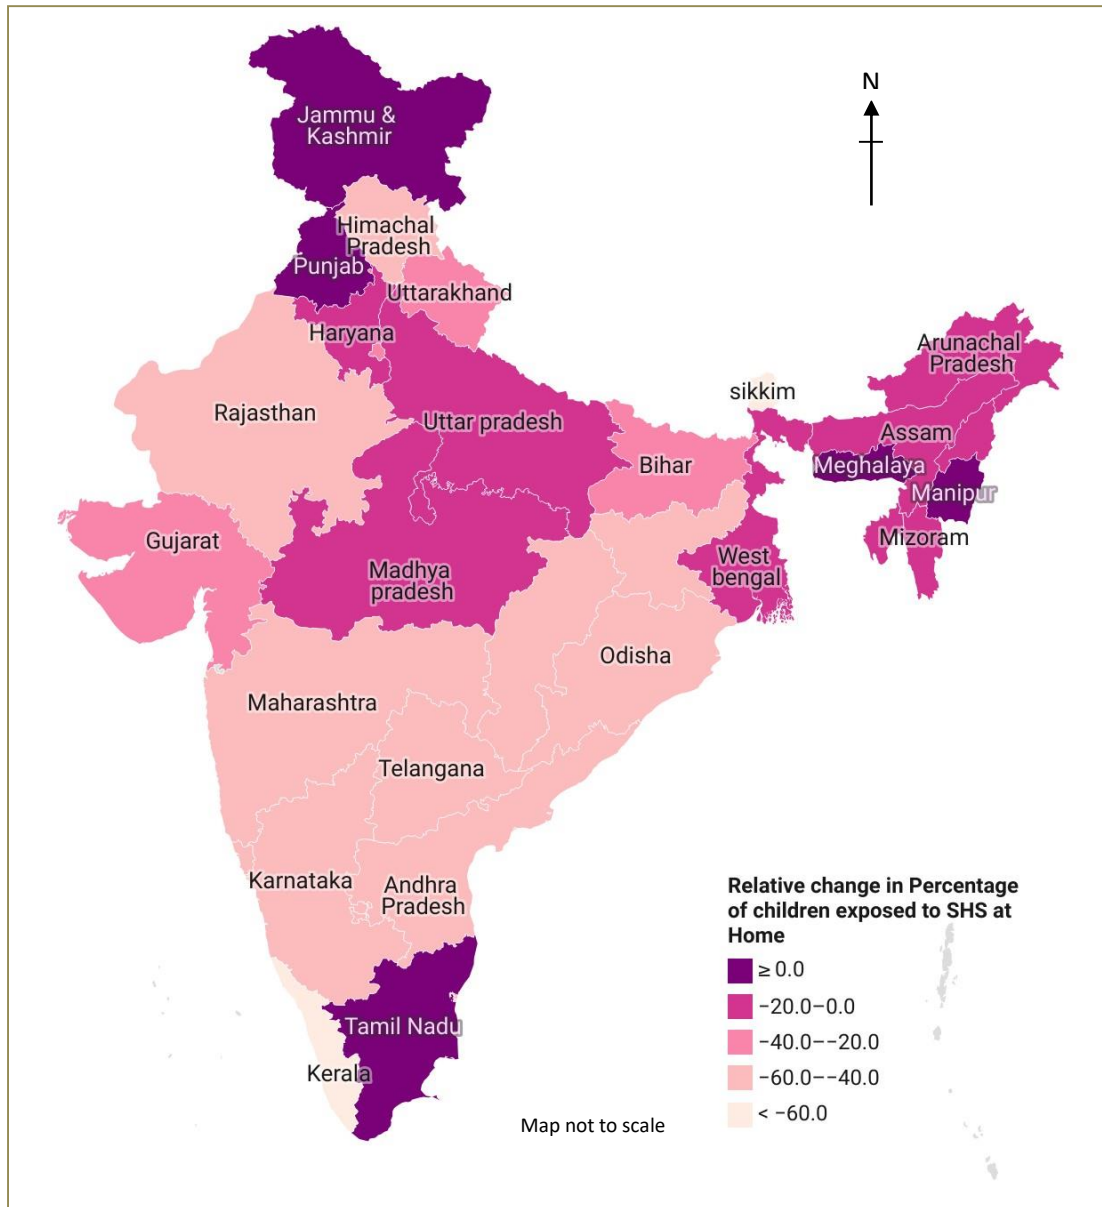 N
Jammu &
Kashmir
Himachal
Pradesh
Punjab
Uttarakhand
Haryana
Arunachal
Pradesh
sikkim
Rajasthan
Uttar pradesh
Assam
Bihar
Meghalaya
Manipur
Gujarat
Mizoram
Madhya
pradesh
West
bengal
Odisha
Maharashtra
Telangana
Karnataka
Andhra
Pradesh
Tamil Nadu
Kerala
Relative change in Percentage
of children exposed to SHS at
Home
≥ 0.0
−20.0–0.0
−40.0–−20.0
−60.0–−40.0
< −60.0
Map not to scale